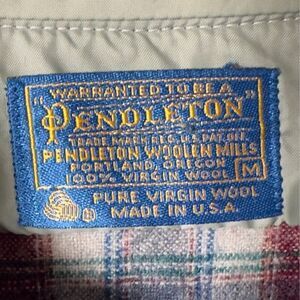 "WARRANTED TO BE A
PENDLETON"
TRADE MARK REG. U.S. PAT. OFF.
PENDLETON WOOLEN MILLS
PORTLAND, OREGON
100% VIRGIN WOOL M
PURE VIRGIN WOOL
MADE IN U.S.A.